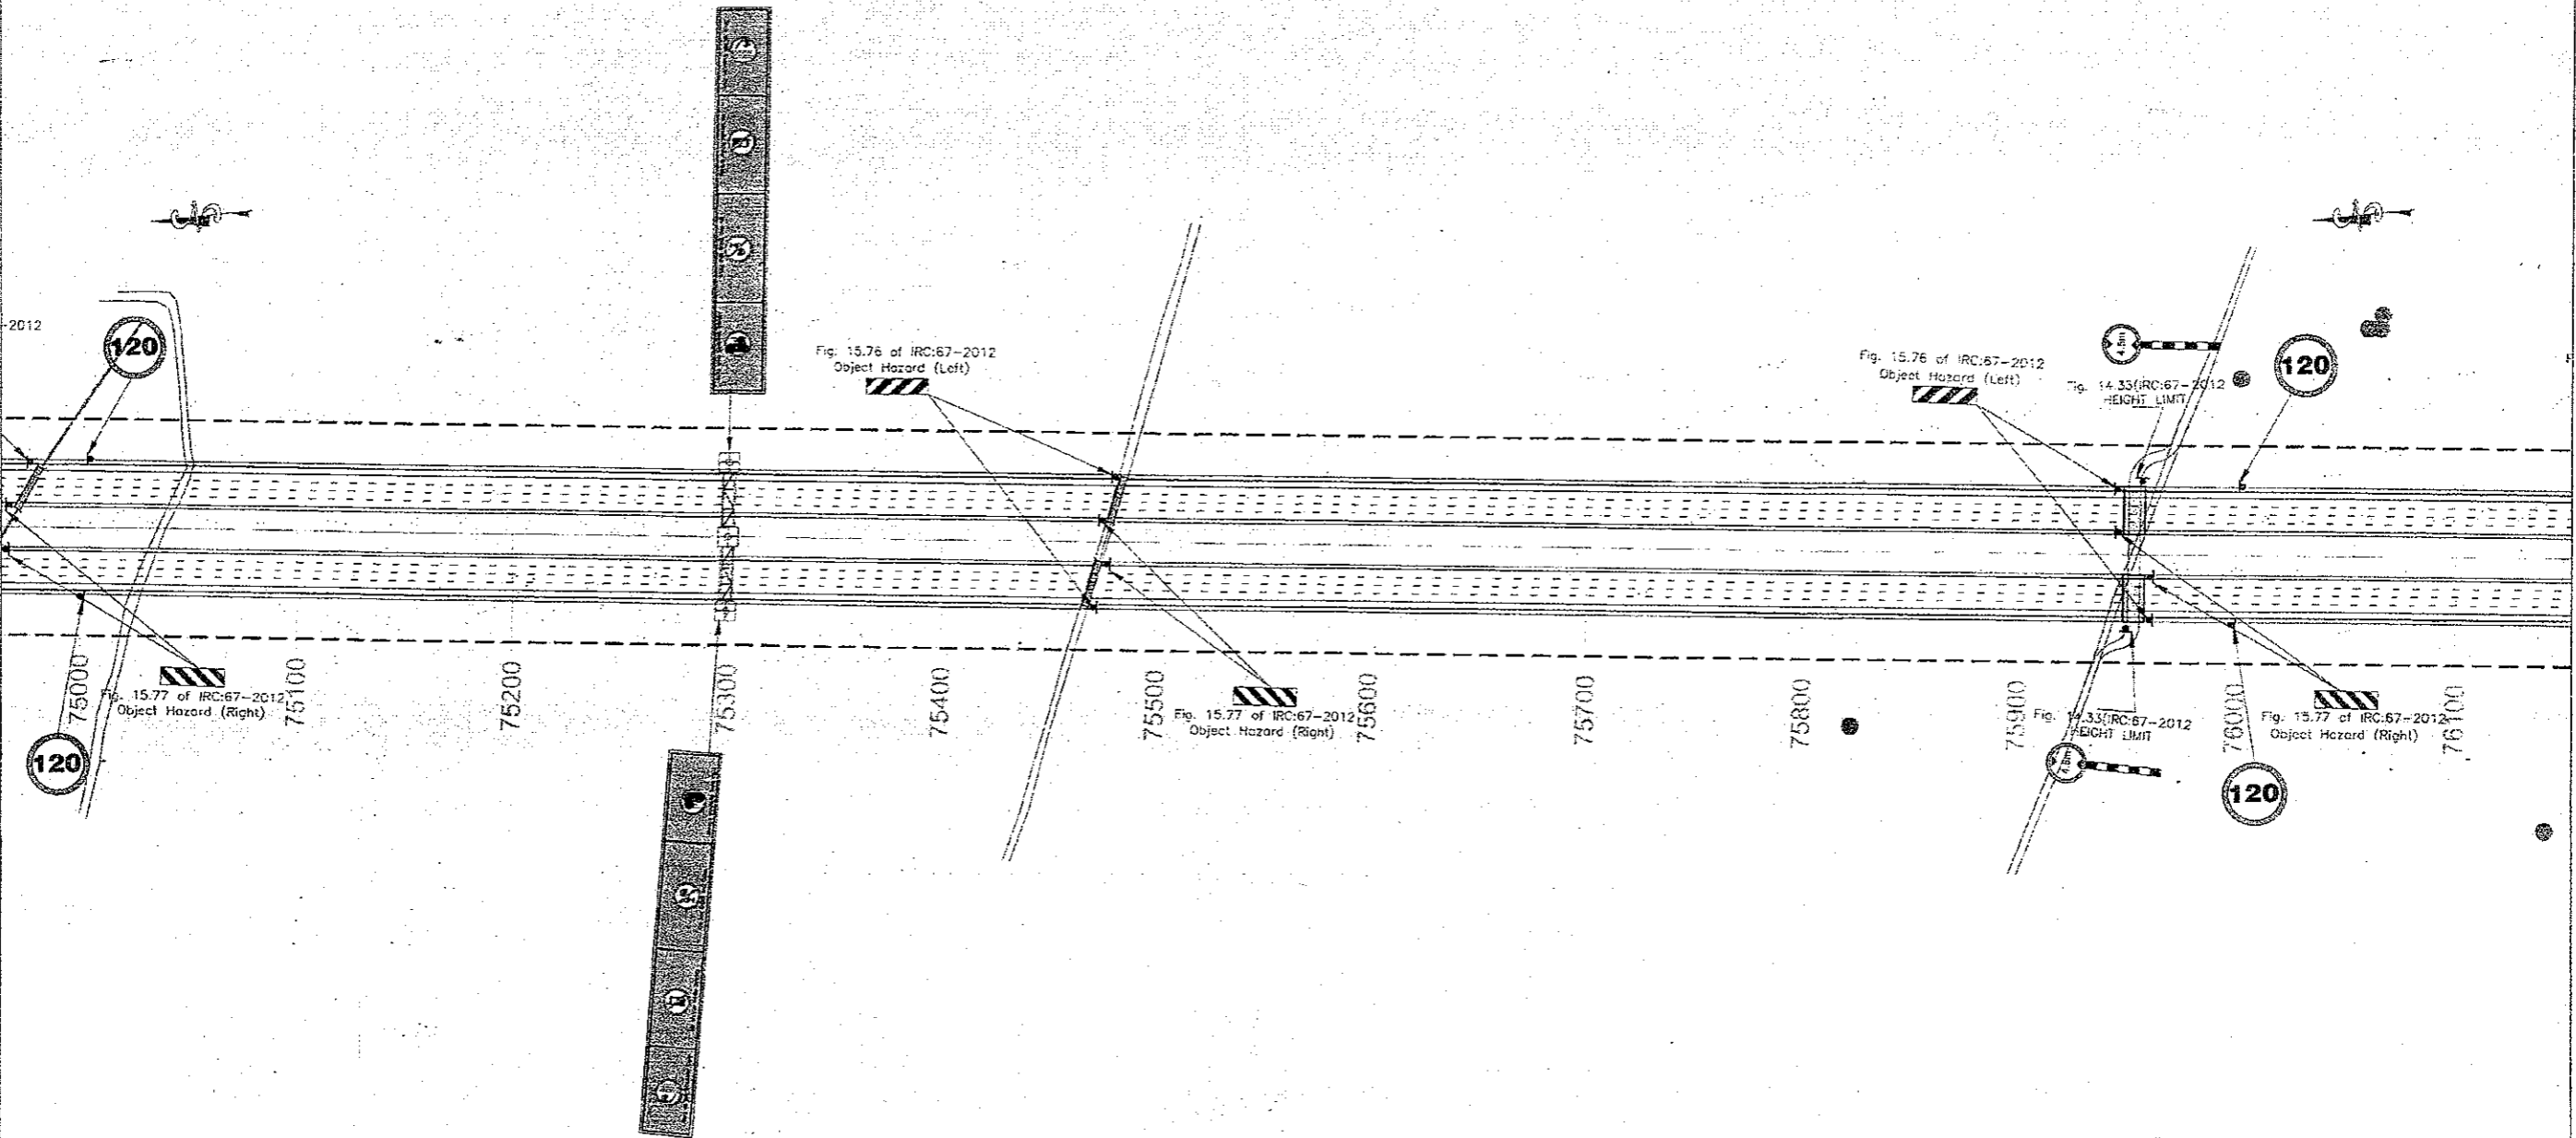 -2012
120
Fig. 15.76 of IRC:67-2012
Object Hazard (Left)
Fig. 15.76 of IRC:67-2012
Object Hazard (Left)
Fig. 14.33(IRC:67-2012
HEIGHT LIMIT
120
75000
75100
75200
75300
75400
75500
75600
75700
75800
75900
76000
76100
Fig. 15.77 of IRC:67-2012
Object Hazard (Right)
120
Fig. 15.77 of IRC:67-2012
Object Hazard (Right)
Fig. 14.33(IRC:67-2012
HEIGHT LIMIT
Fig. 15.77 of IRC:67-2012
Object Hazard (Right)
120